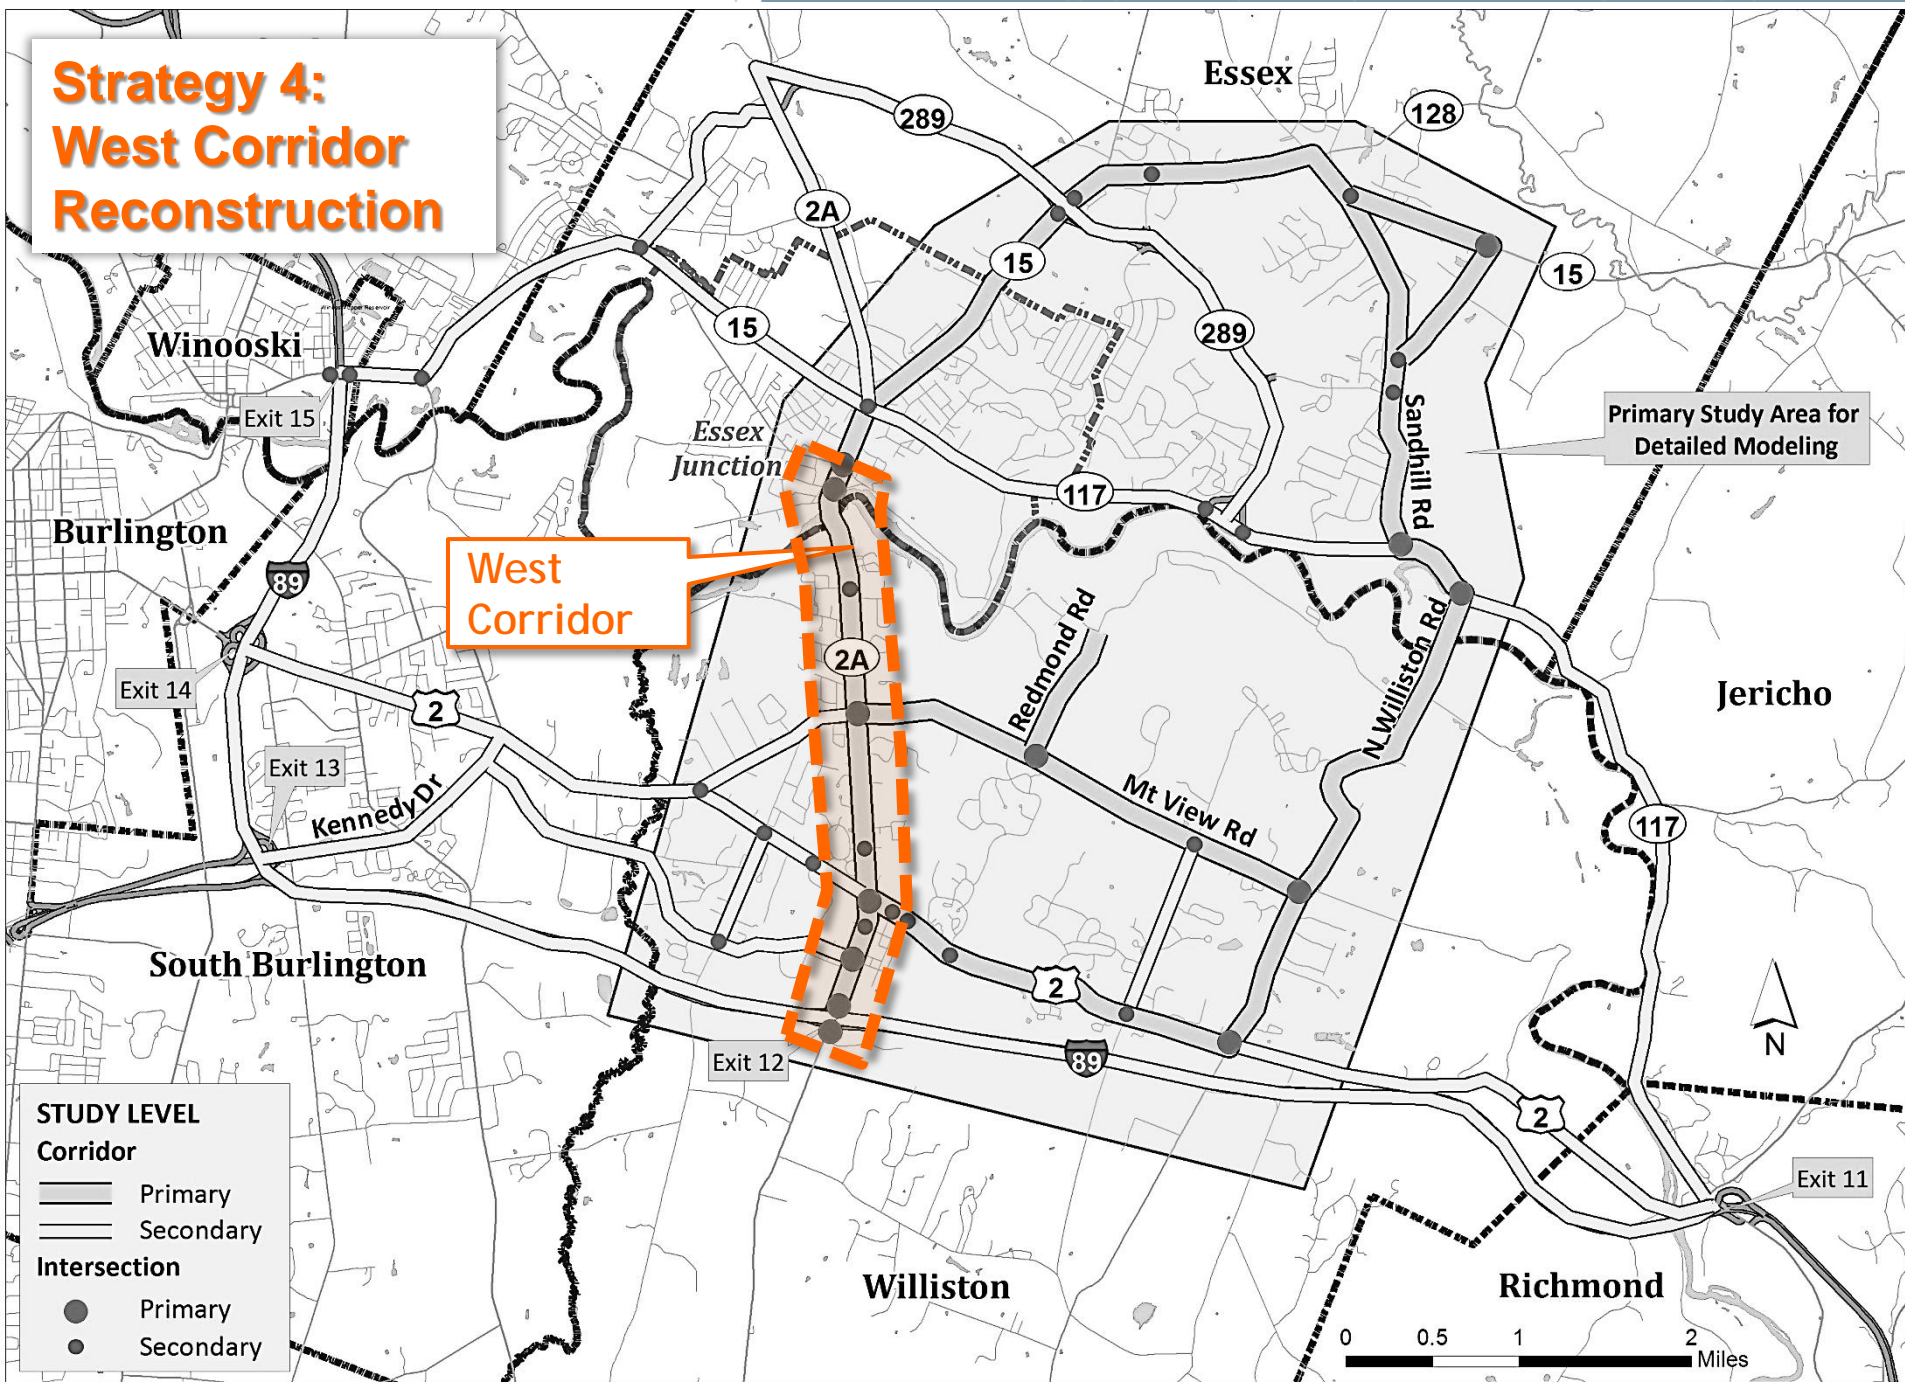 Strategy 4:
West Corridor
Reconstruction
Essex
128
289
2A
15
15
15
289
Winooski
Exit 15
Essex
Junction
Primary Study Area for
Detailed Modeling
Sandhill Rd
117
Burlington
West
Corridor
89
2A
Redmond Rd
N Williston Rd
Exit 14
2
Jericho
Exit 13
Kennedy Dr
Mt View Rd
117
South Burlington
2
N
Exit 12
89
2
STUDY LEVEL
Corridor
Primary
Secondary
Intersection
Primary
Secondary
Exit 11
Williston
Richmond
0 0.5 1 2
Miles